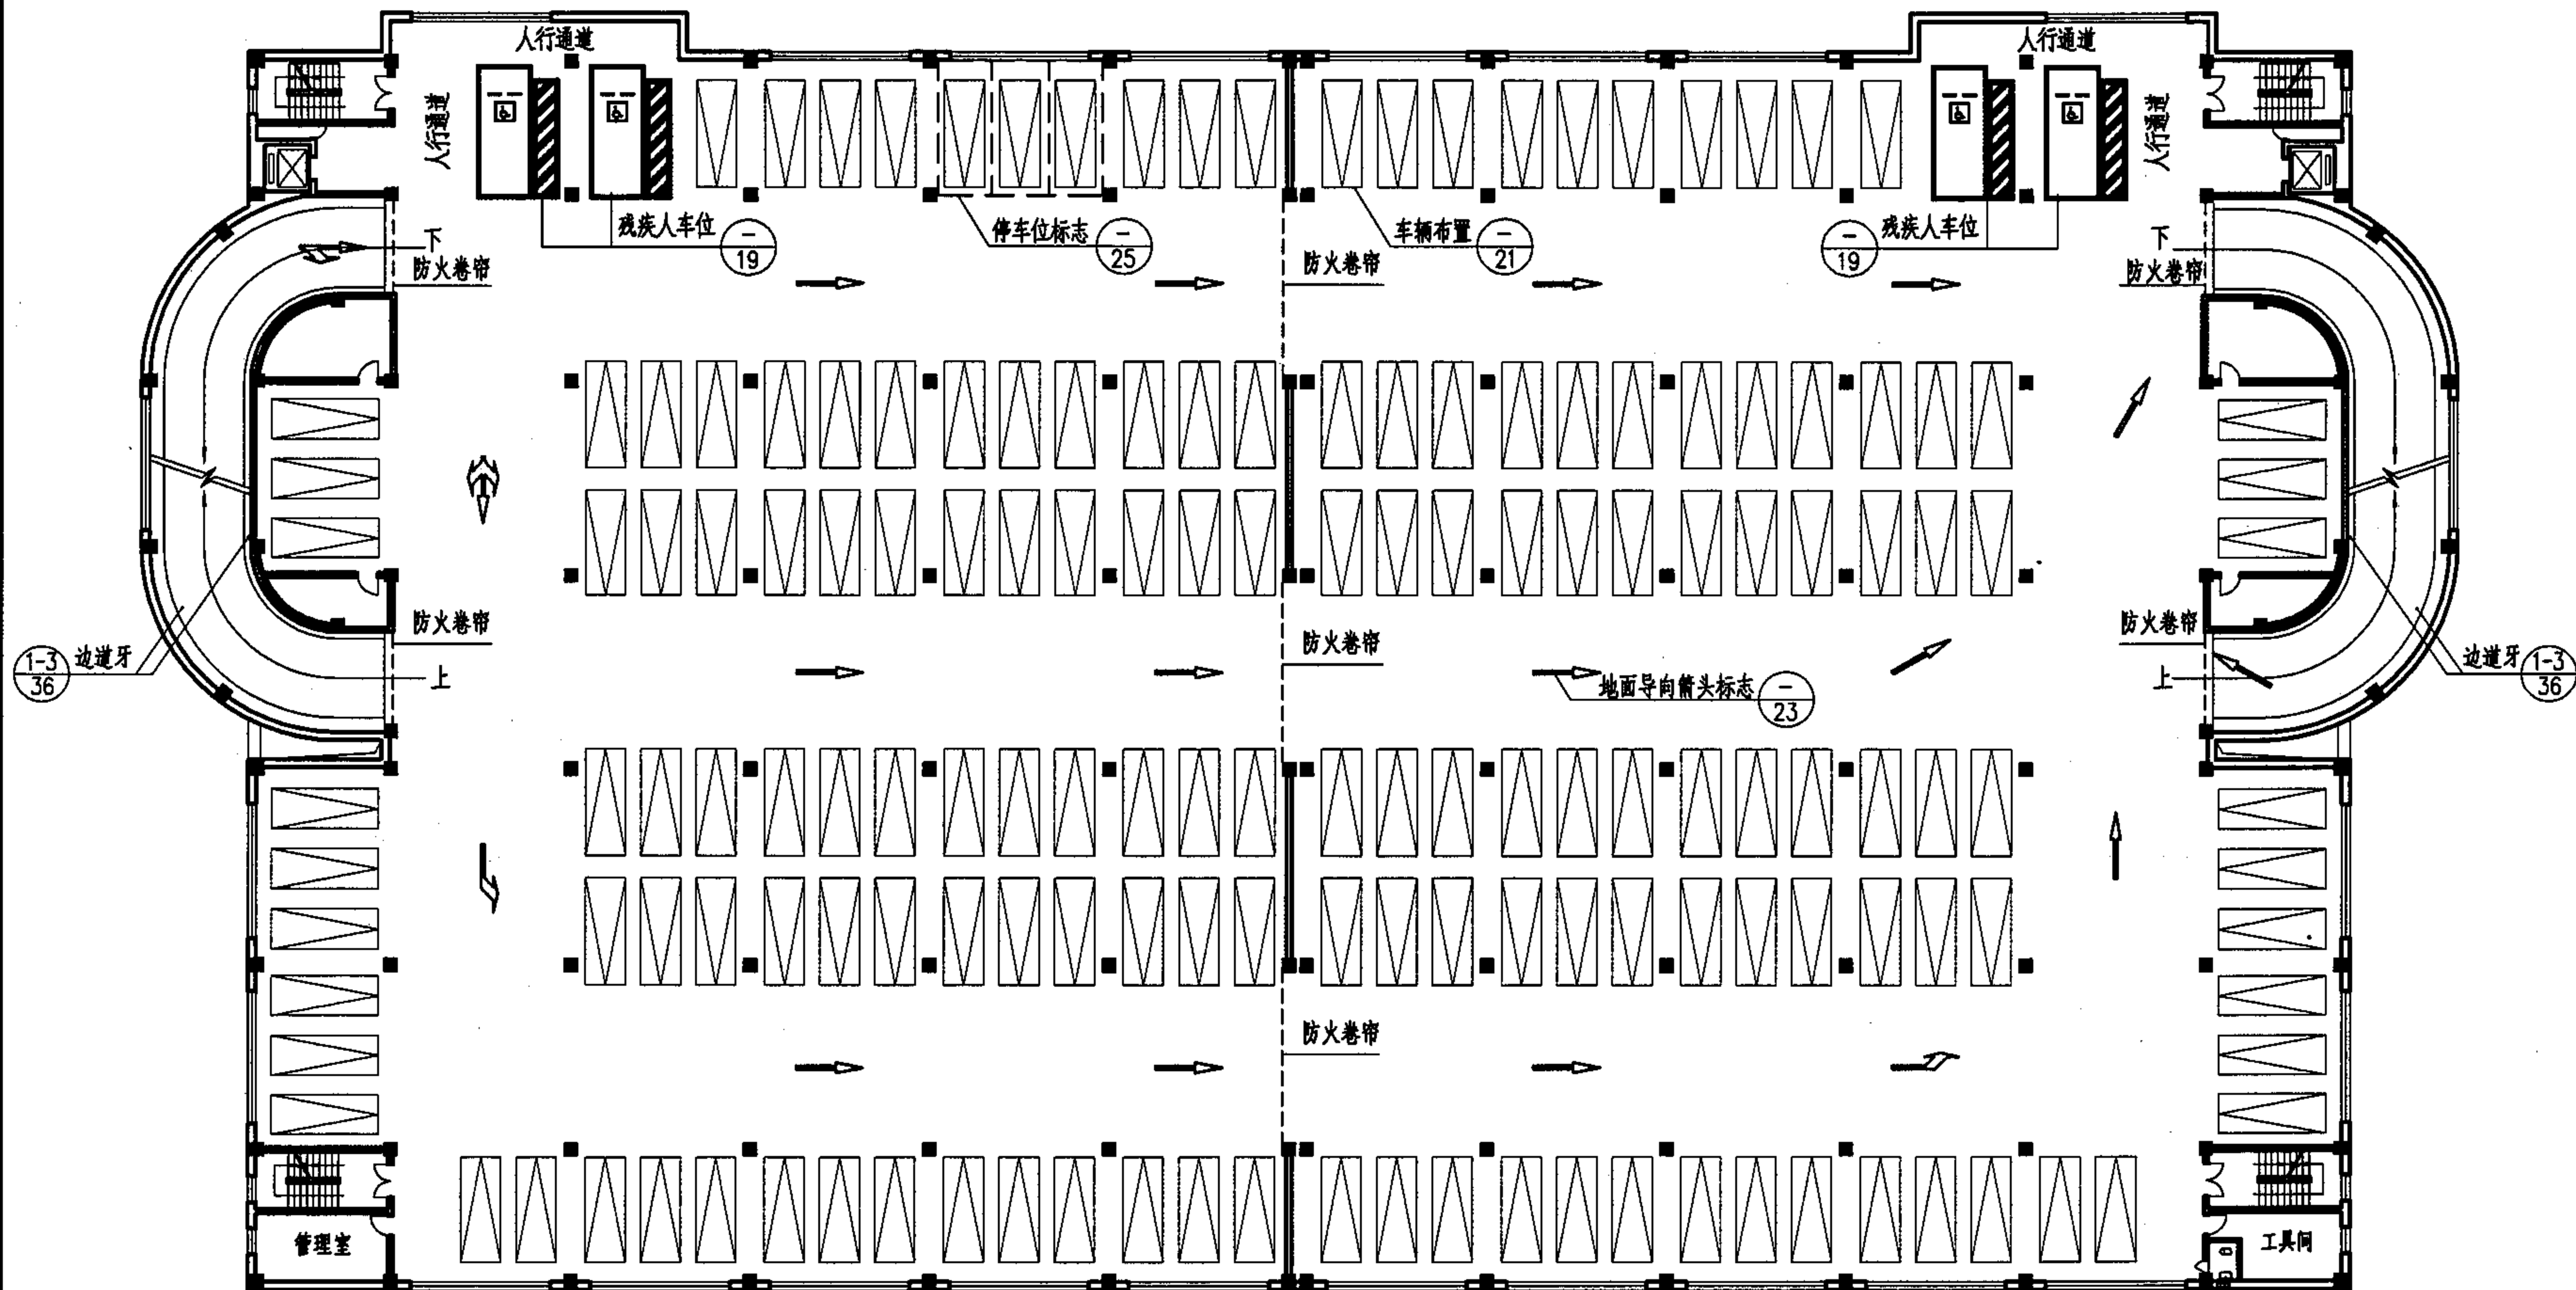 人行通道
人行通道
人行通道
人行通道
残疾人车位
—
19
停车位标志
—
25
车辆布置
—
21
—
19
残疾人车位
下
防火卷帘
防火卷帘
下
防火卷帘
防火卷帘
防火卷帘
防火卷帘
1-3
36
边道牙
上
地面导向箭头标志
—
23
上
边道牙
1-3
36
防火卷帘
管理室
工具间